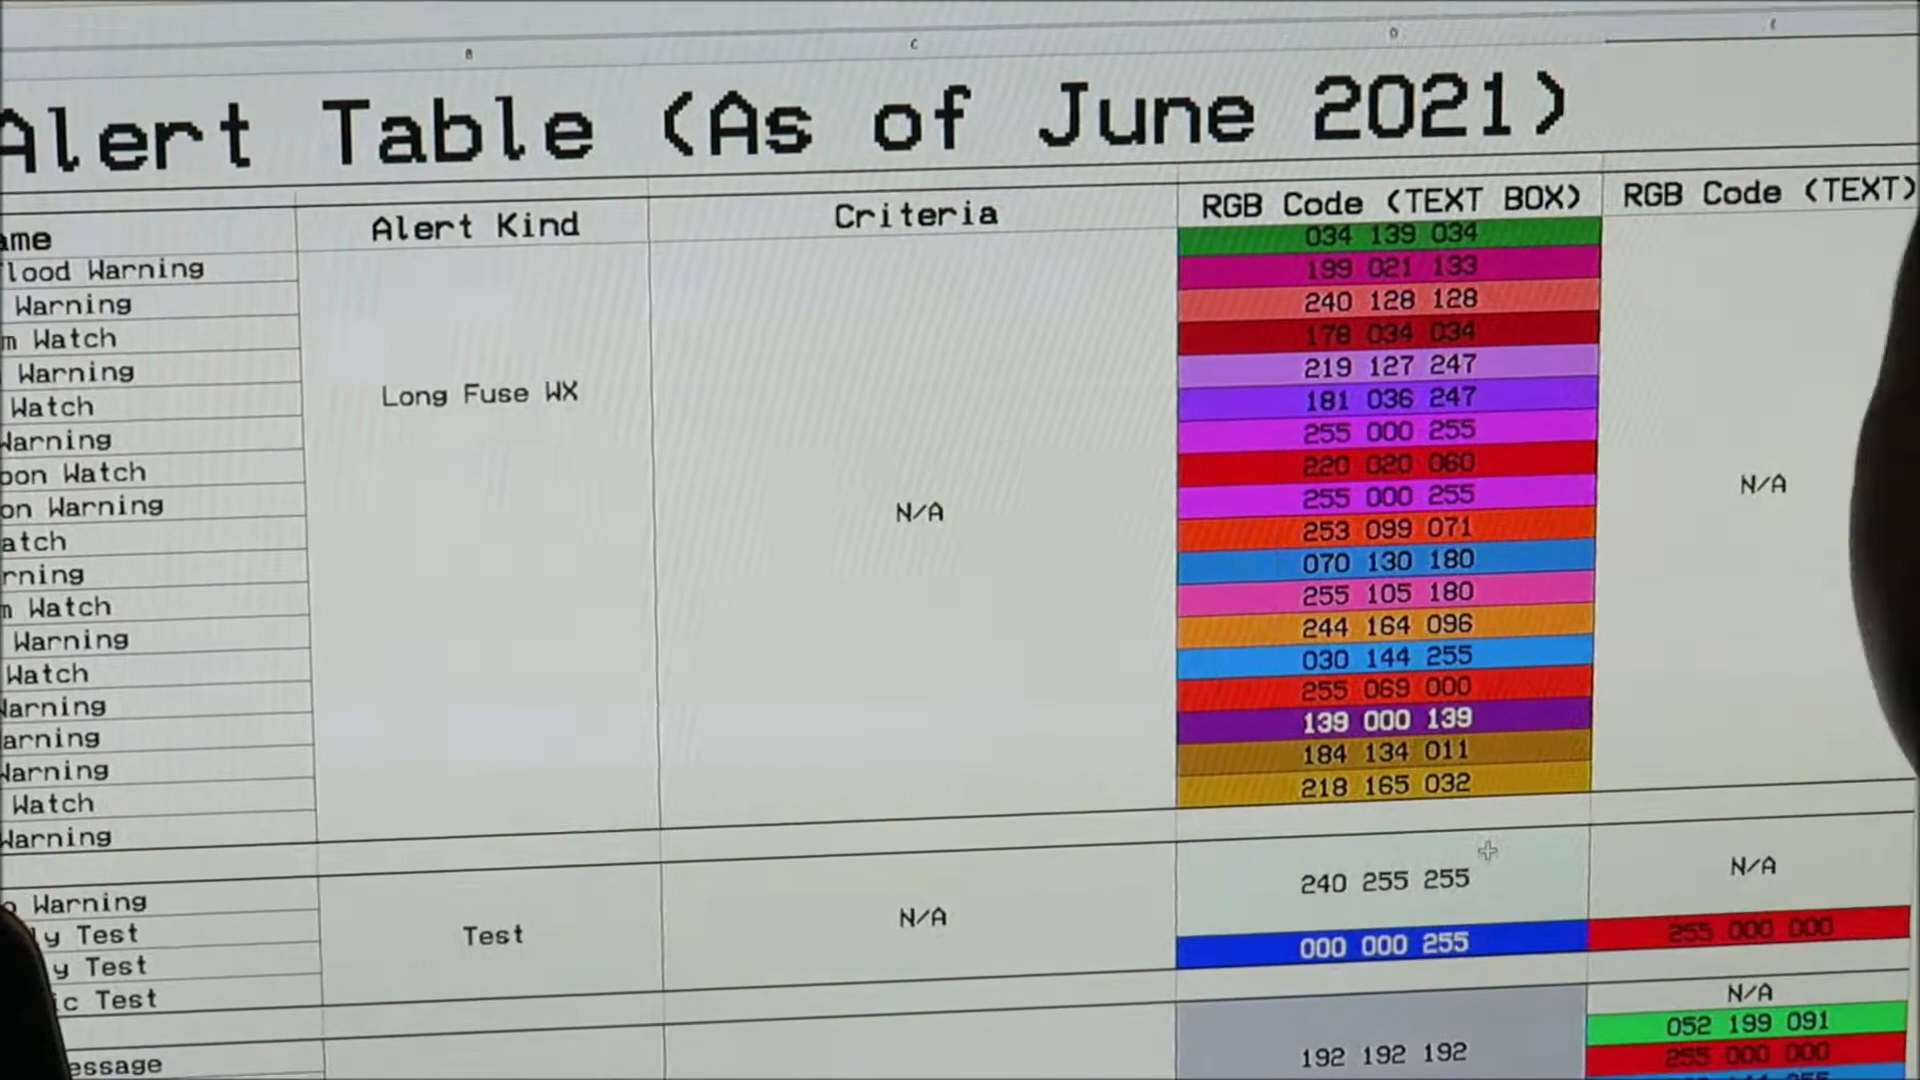 B C D E
Alert Table (As of June 2021)
ame Alert Kind Criteria RGB Code (TEXT BOX) RGB Code (TEXT)
034 139 034
lood Warning 199 021 133
Warning 240 128 128
m Watch 178 034 034
Warning 219 127 247
Watch Long Fuse WX 181 036 247
Warning 255 000 255
oon Watch 220 020 060 N/A
on Warning N/A 255 000 255
atch 253 099 071
rning 070 130 180
m Watch 255 105 180
Warning 244 164 096
Watch 030 144 255
Warning 255 069 000
arning 139 000 139
Warning 184 134 011
Watch 218 165 032
Warning
Warning 240 255 255 N/A
ly Test Test N/A 000 000 255 255 000 000
y Test
ic Test N/A
052 199 091
essage 192 192 192 255 000 000